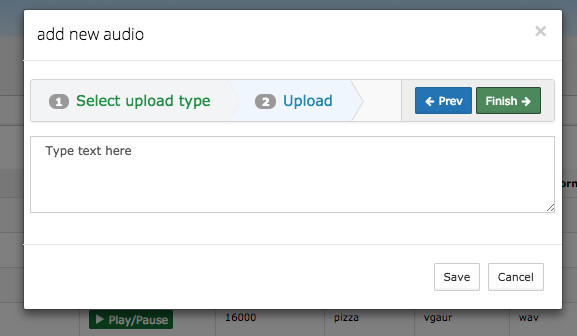 add new audio
×
1 Select upload type 2 Upload ← Prev Finish →
Type text here
orn
Save Cancel
Play/Pause 16000 pizza vgaur wav